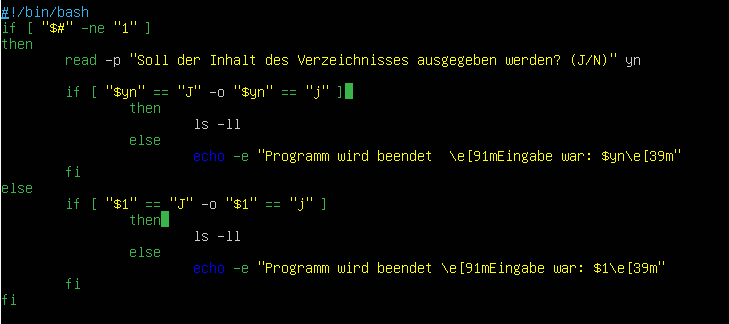 #!/bin/bash
if [ "$#" -ne "1" ]
then
        read -p "Soll der Inhalt des Verzeichnisses ausgegeben werden? (J/N)" yn

        if [ "$yn" == "J" -o "$yn" == "j" ]
                then
                        ls -ll
                else
                        echo -e "Programm wird beendet  \e[91mEingabe war: $yn\e[39m"
        fi
else
        if [ "$1" == "J" -o "$1" == "j" ]
                then
                        ls -ll
                else
                        echo -e "Programm wird beendet \e[91mEingabe war: $1\e[39m"
        fi
fi